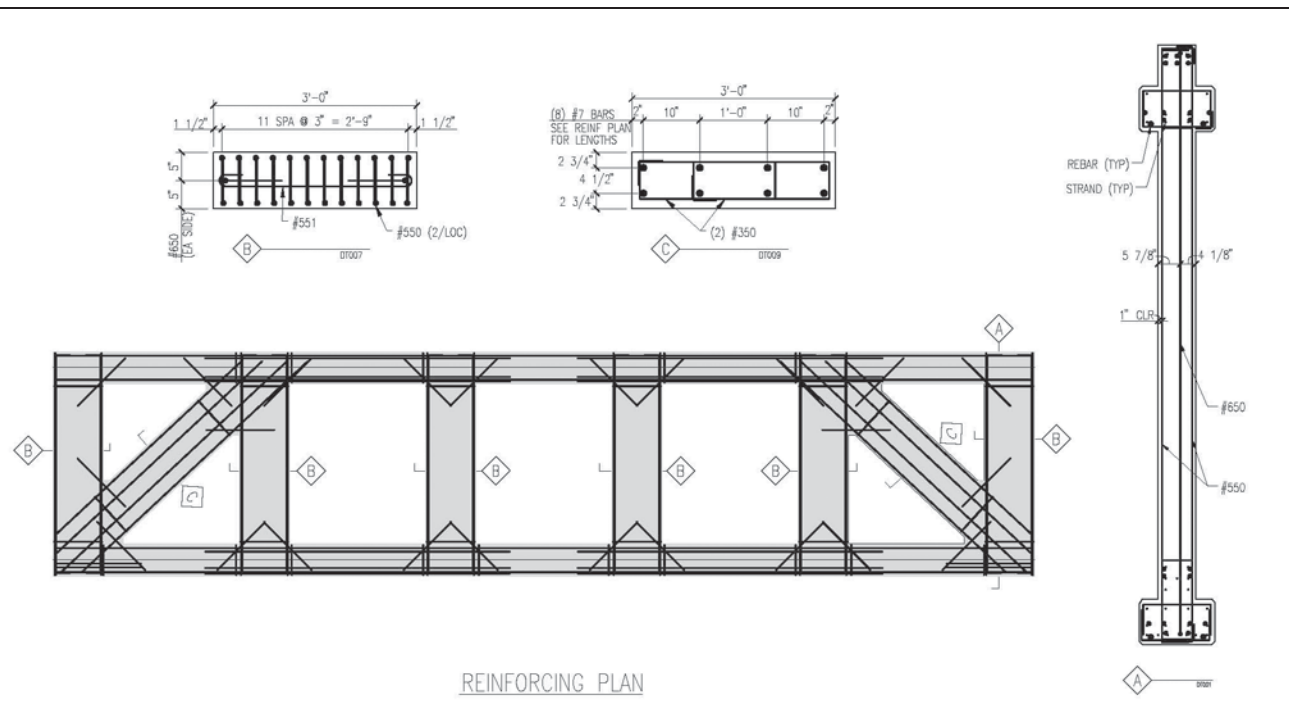 3'-0"
1 1/2"
11 SPA @ 3" = 2'-9"
1 1/2"
5"
5"
#650
(EA SIDE)
#551
#550 (2/LOC)
B
DT007
3'-0"
(8) #7 BARS
SEE REINF PLAN
FOR LENGTHS
2"
10"
1'-0"
10"
2"
2 3/4"
4 1/2"
2 3/4"
(2) #350
C
DT009
REBAR (TYP)
STRAND (TYP)
5 7/8"
4 1/8"
1" CLR
#650
#550
A
DT001
A
B
B
B
B
B
B
C
C
REINFORCING PLAN